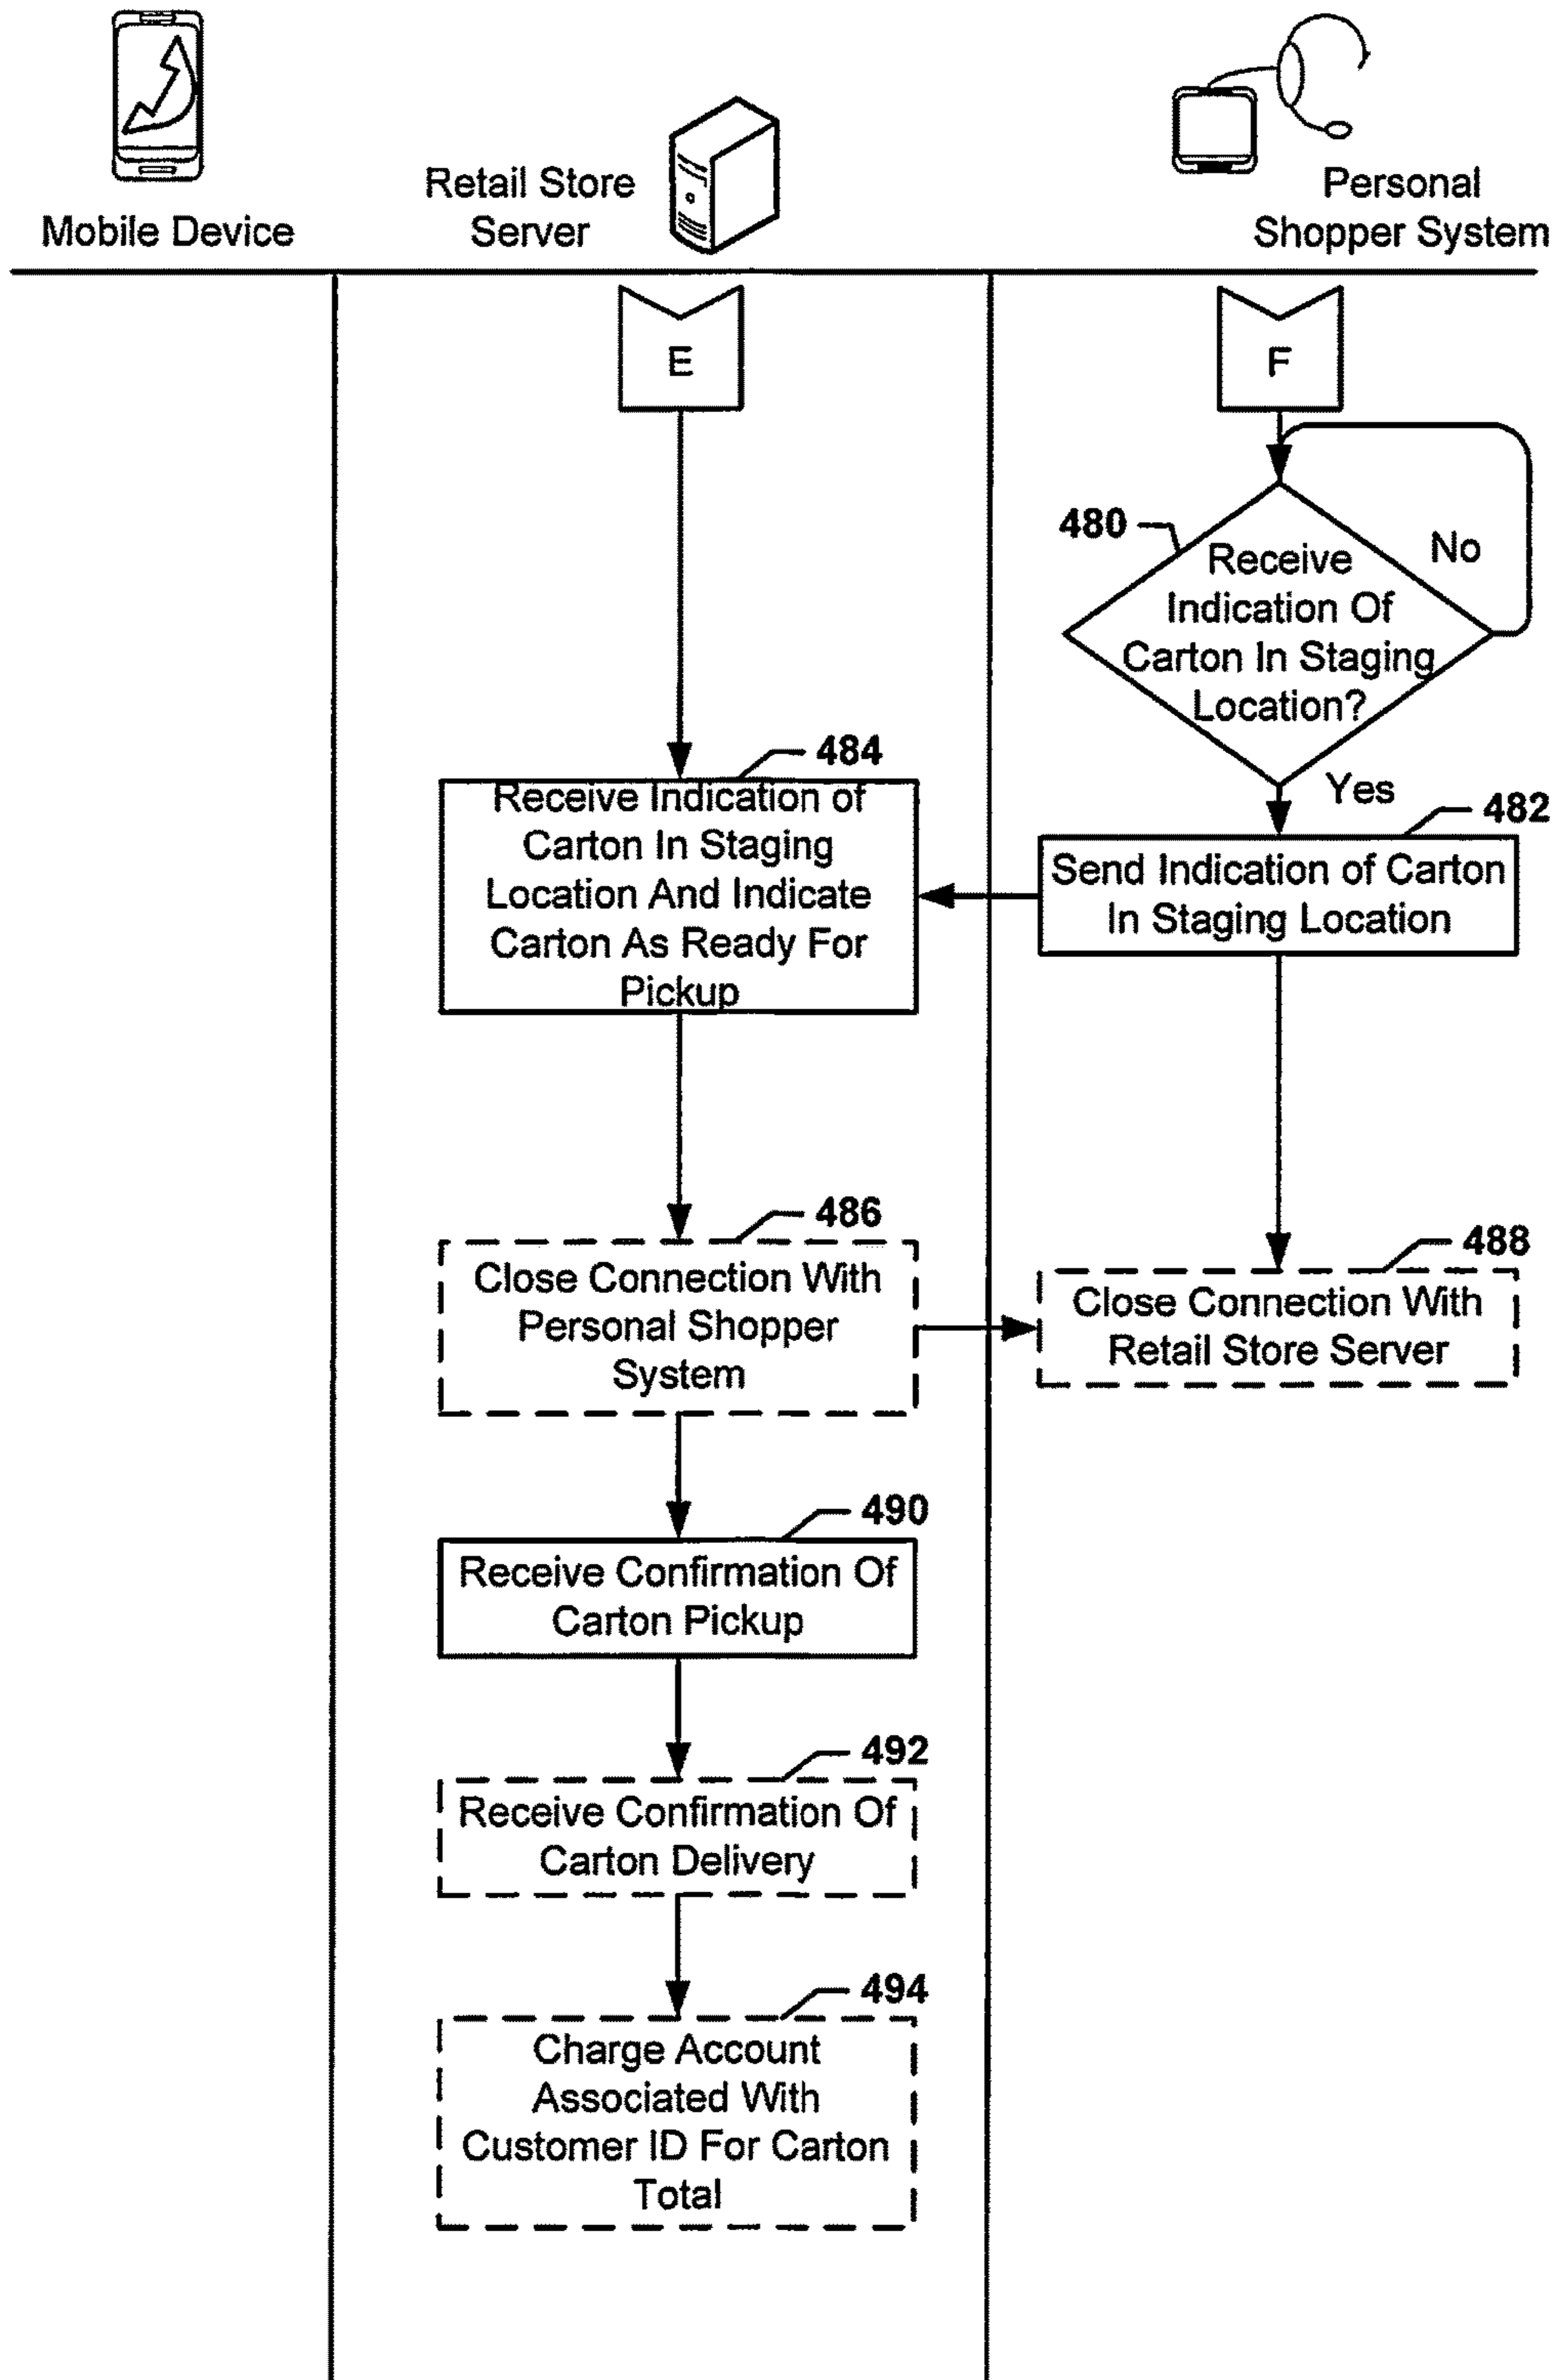 Mobile Device
Retail Store
Server
Personal
Shopper System
E
F
480
Receive
Indication Of
Carton In Staging
Location?
No
Yes
484
Receive Indication of
Carton In Staging
Location And Indicate
Carton As Ready For
Pickup
482
Send Indication of Carton
In Staging Location
486
Close Connection With
Personal Shopper
System
488
Close Connection With
Retail Store Server
490
Receive Confirmation Of
Carton Pickup
492
Receive Confirmation Of
Carton Delivery
494
Charge Account
Associated With
Customer ID For Carton
Total